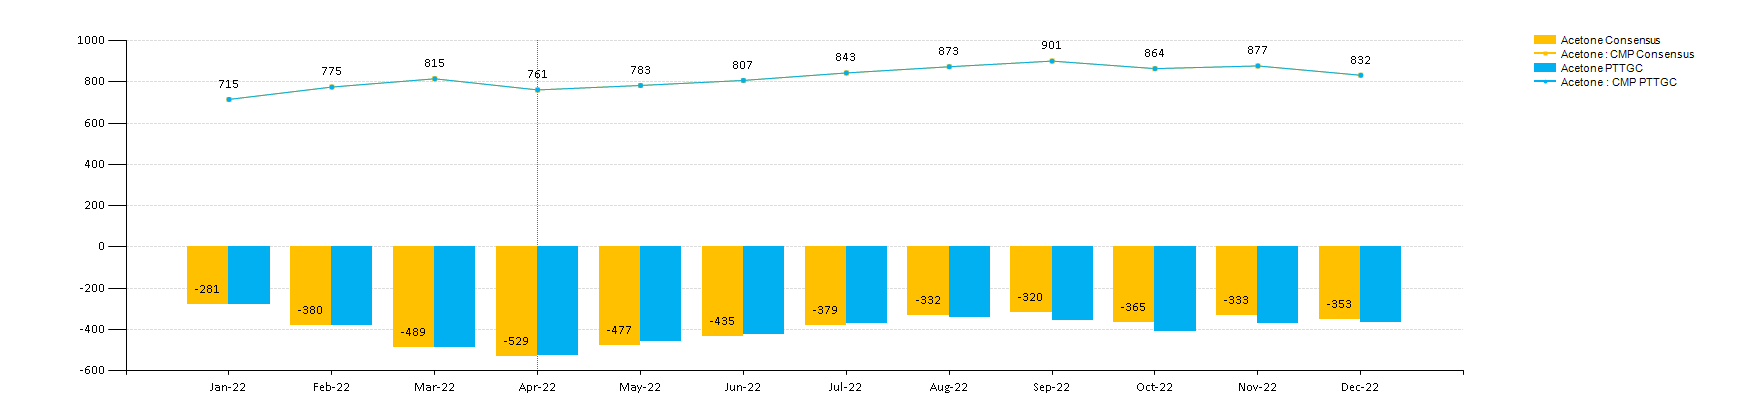 1000
800
600
400
200
0
-200
-400
-600
715
775
815
761
783
807
843
873
901
864
877
832
-281
-380
-489
-529
-477
-435
-379
-332
-320
-365
-333
-353
Jan-22
Feb-22
Mar-22
Apr-22
May-22
Jun-22
Jul-22
Aug-22
Sep-22
Oct-22
Nov-22
Dec-22
Acetone Consensus
Acetone : CMP Consensus
Acetone PTTGC
Acetone : CMP PTTGC